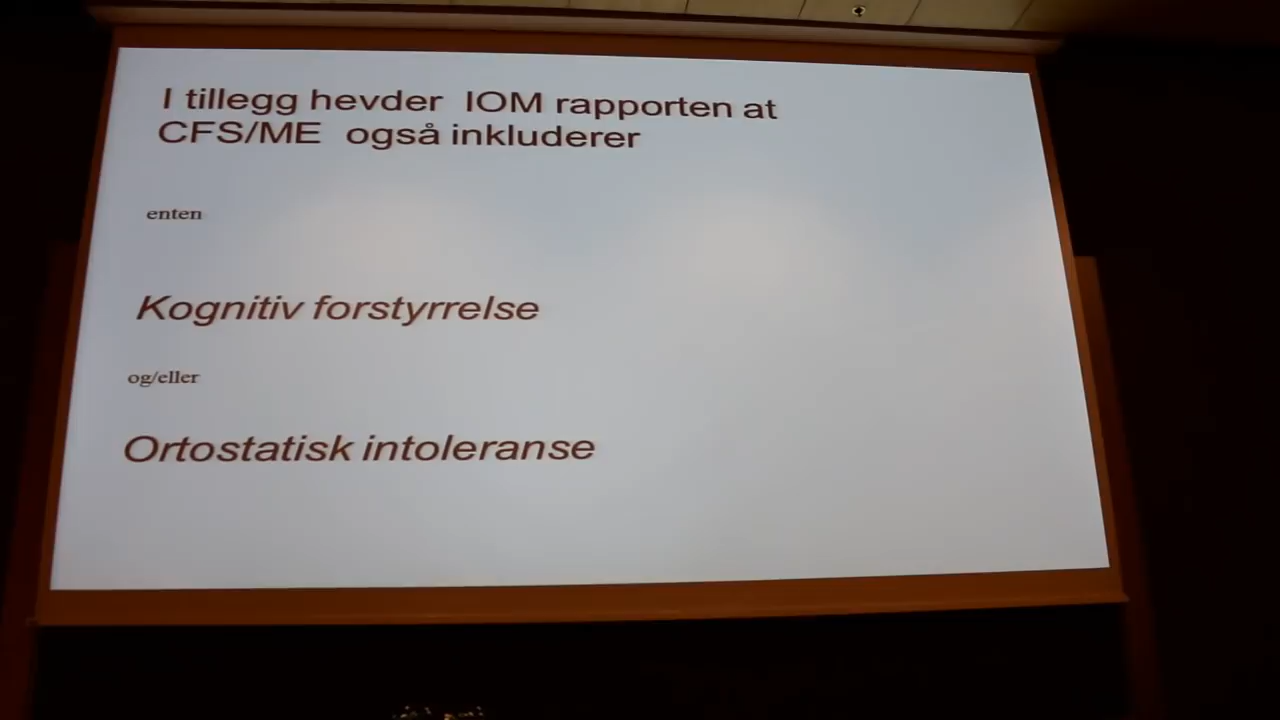 I tillegg hevder IOM rapporten at
CFS/ME også inkluderer
enten
Kognitiv forstyrrelse
og/eller
Ortostatisk intoleranse